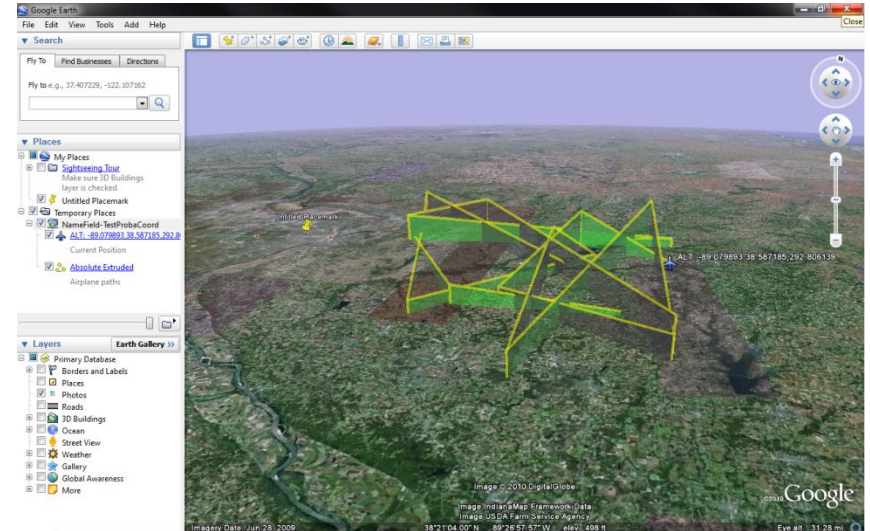 Google Earth
Close
File Edit View Tools Add Help
Search
Fly To Find Businesses Directions
Fly to e.g., 37.407229, -122.107162
Places
My Places
Sightseeing Tour
Make sure 3D Buildings
layer is checked
Untitled Placemark
Temporary Places
NameField-TestProbaCoord
ALT: -89.079893,38.587185,292.80
Current Position
Absolute Extruded
Airplane paths
Layers
Earth Gallery >>
Primary Database
Borders and Labels
Places
Photos
Roads
3D Buildings
Ocean
Street View
Weather
Gallery
Global Awareness
More
N
Untitled Placemark
ALT: -89.079893,38.587185,292.806139
Image © 2010 DigitalGlobe
Image IndianaMap Framework Data
Image USDA Farm Service Agency
©2010 Google
Imagery Date: Jun 28, 2009
38°21'04.00" N 89°26'57.57" W elev 498 ft
Eye alt 31.28 mi